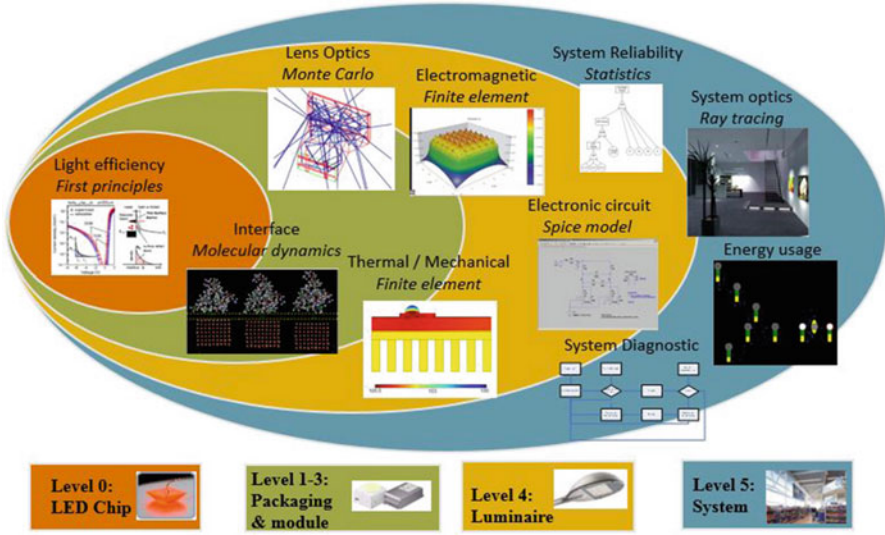 Lens Optics
Monte Carlo
Electromagnetic
Finite element
System Reliability
Statistics
System optics
Ray tracing
Light efficiency
First principles
Interface
Molecular dynamics
Thermal / Mechanical
Finite element
Electronic circuit
Spice model
Energy usage
System Diagnostic
Level 0:
LED Chip
Level 1-3:
Packaging
& module
Level 4:
Luminaire
Level 5:
System